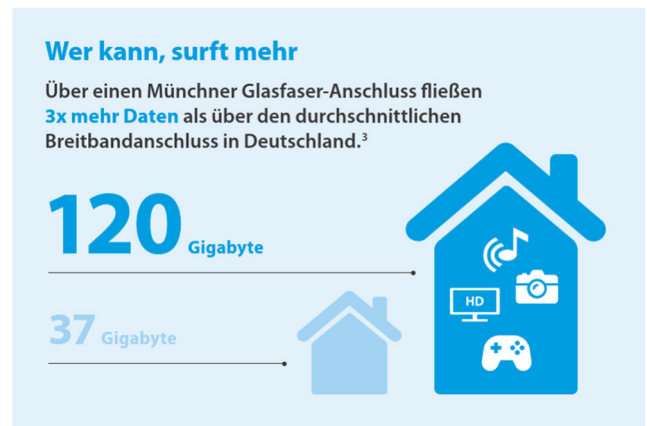 Wer kann, surft mehr
Über einen Münchner Glasfaser-Anschluss fließen
3x mehr Daten als über den durchschnittlichen
Breitbandanschluss in Deutschland.³
120 Gigabyte
HD
37 Gigabyte